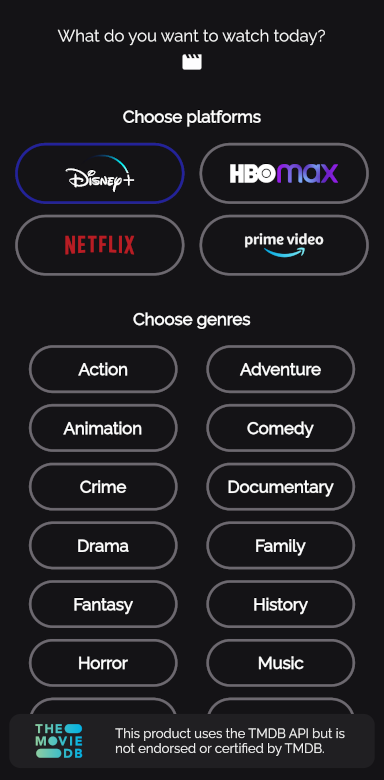 What do you want to watch today?
Choose platforms
Disney+
HBOmax
NETFLIX
prime video
Choose genres
Action
Adventure
Animation
Comedy
Crime
Documentary
Drama
Family
Fantasy
History
Horror
Music
THE
MOVIE
DB
This product uses the TMDB API but is
not endorsed or certified by TMDB.